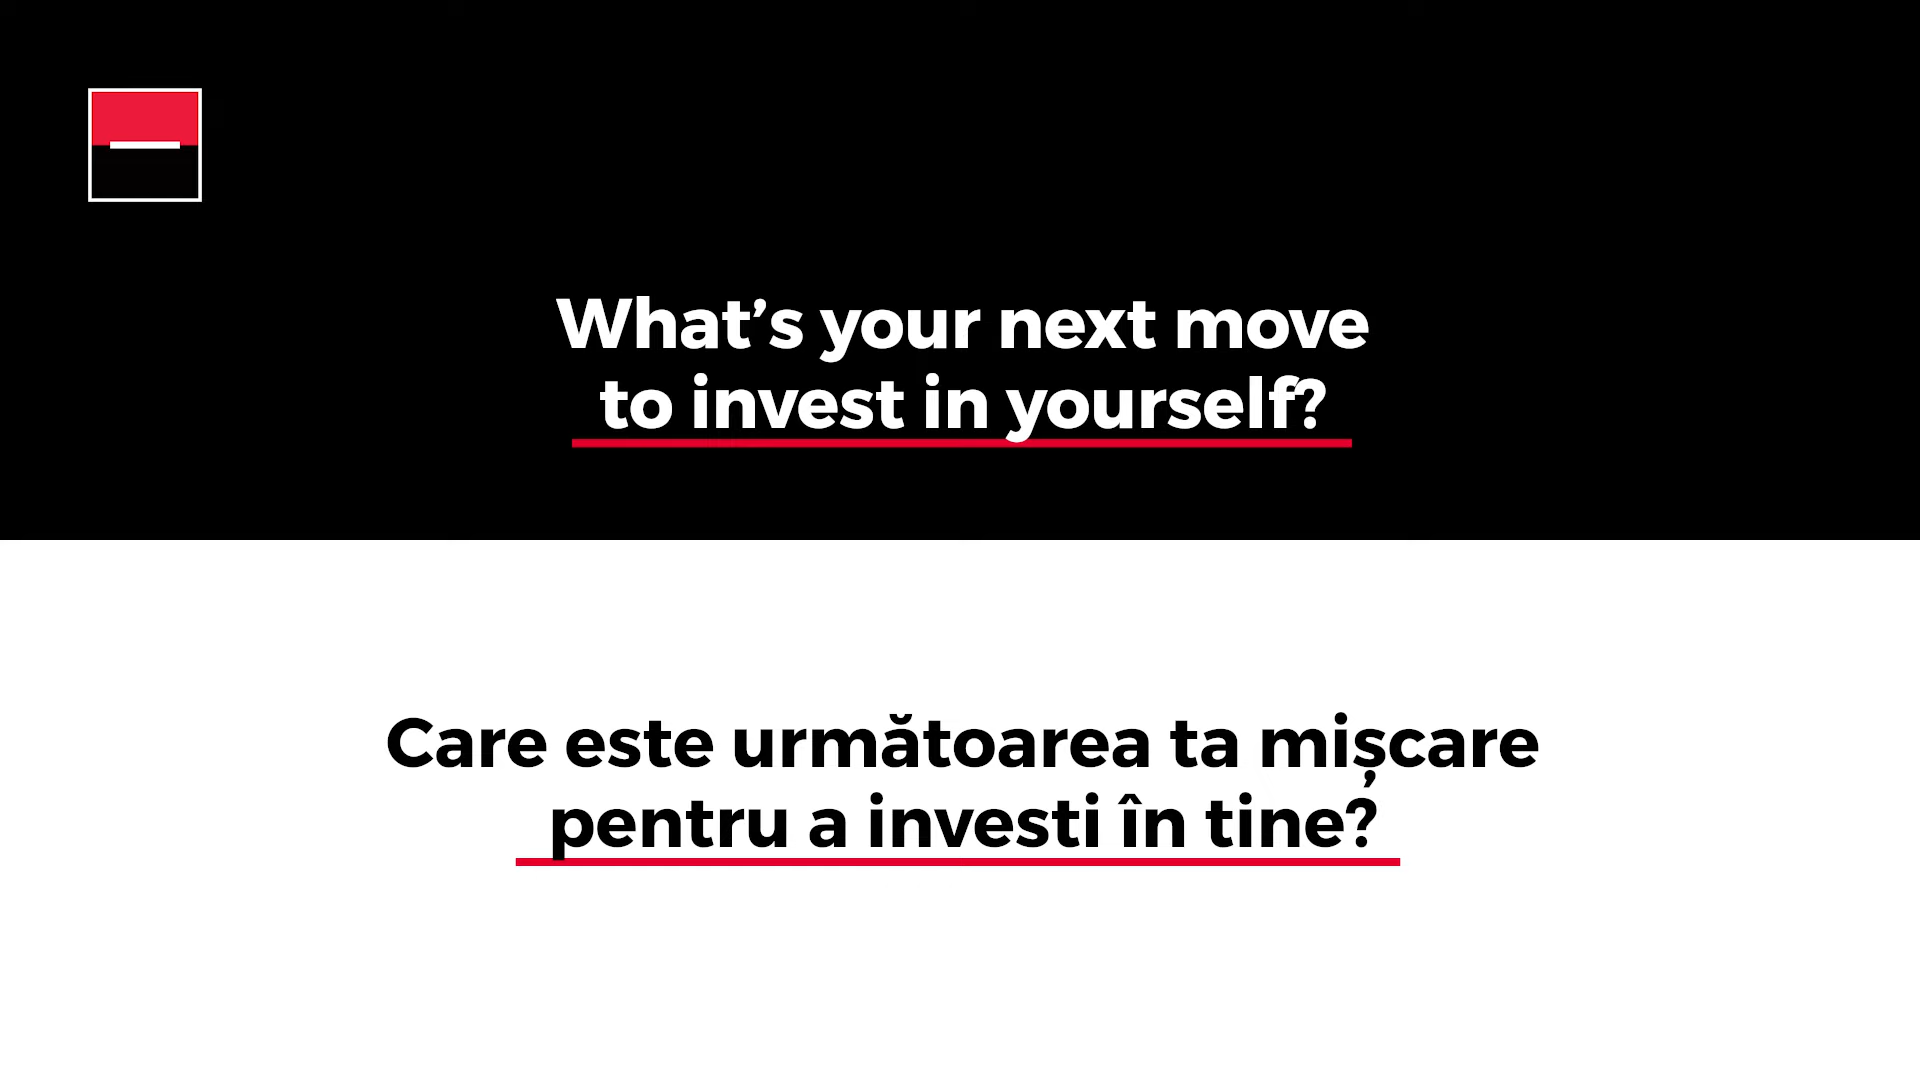 What’s your next move
to invest in yourself?
Care este următoarea ta mișcare
pentru a investi în tine?